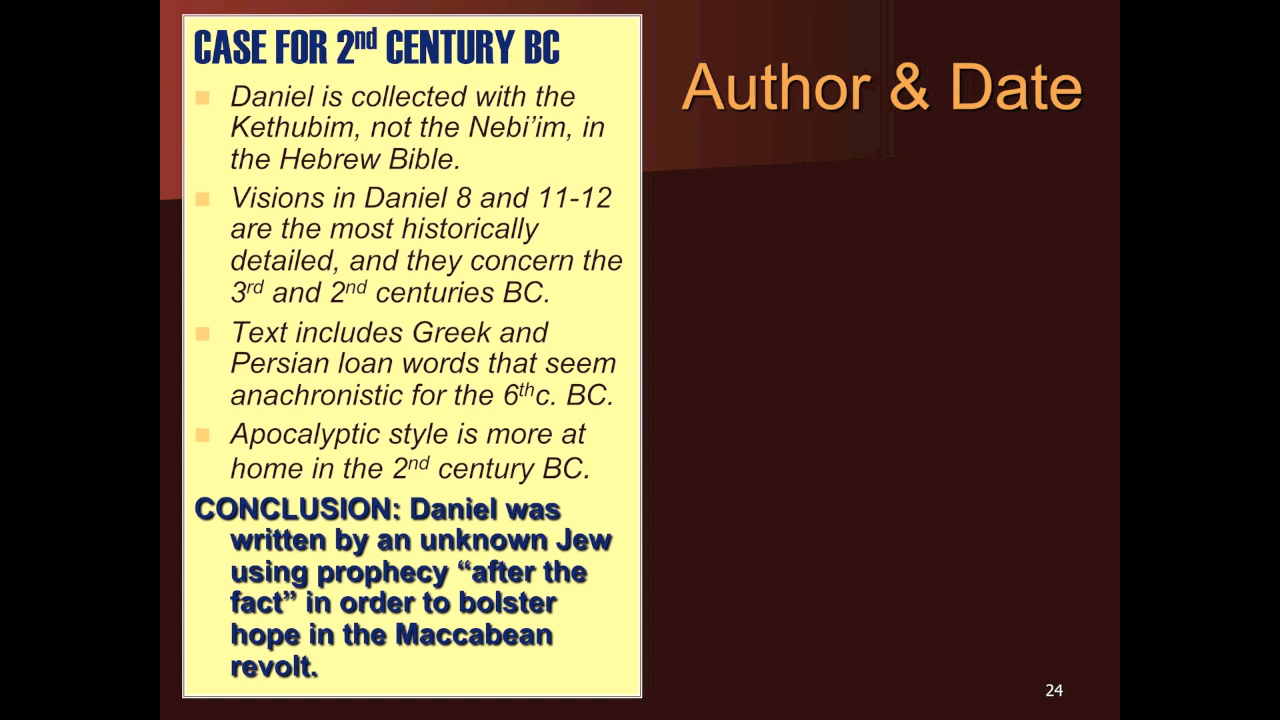 CASE FOR 2nd CENTURY BC
Daniel is collected with the
Kethubim, not the Nebi’im, in
the Hebrew Bible.
Visions in Daniel 8 and 11-12
are the most historically
detailed, and they concern the
3rd and 2nd centuries BC.
Text includes Greek and
Persian loan words that seem
anachronistic for the 6thc. BC.
Apocalyptic style is more at
home in the 2nd century BC.
CONCLUSION: Daniel was
written by an unknown Jew
using prophecy “after the
fact” in order to bolster
hope in the Maccabean
revolt.
Author & Date
24